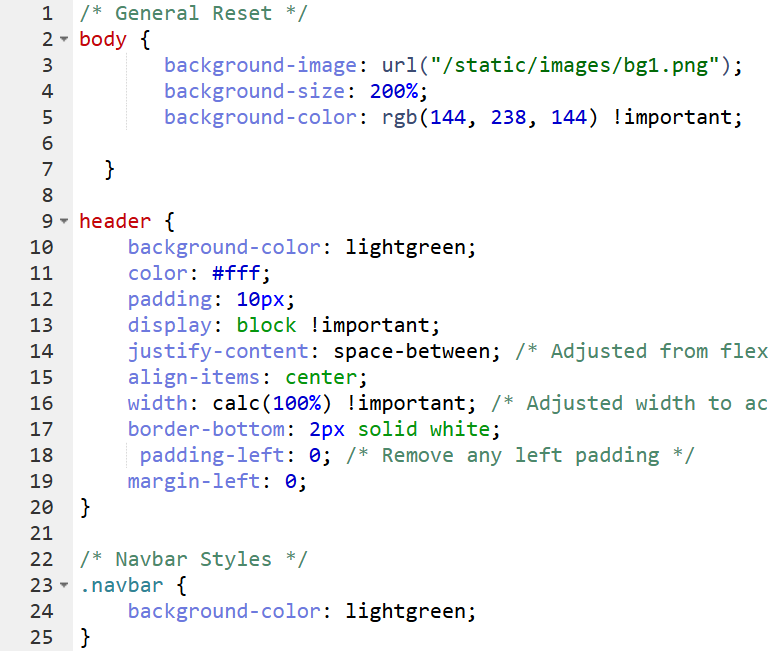 1 /* General Reset */
2 body {
3 background-image: url("/static/images/bg1.png");
4 background-size: 200%;
5 background-color: rgb(144, 238, 144) !important;
6
7 }
8
9 header {
10 background-color: lightgreen;
11 color: #fff;
12 padding: 10px;
13 display: block !important;
14 justify-content: space-between; /* Adjusted from flex
15 align-items: center;
16 width: calc(100%) !important; /* Adjusted width to ac
17 border-bottom: 2px solid white;
18 padding-left: 0; /* Remove any left padding */
19 margin-left: 0;
20 }
21
22 /* Navbar Styles */
23 .navbar {
24 background-color: lightgreen;
25 }